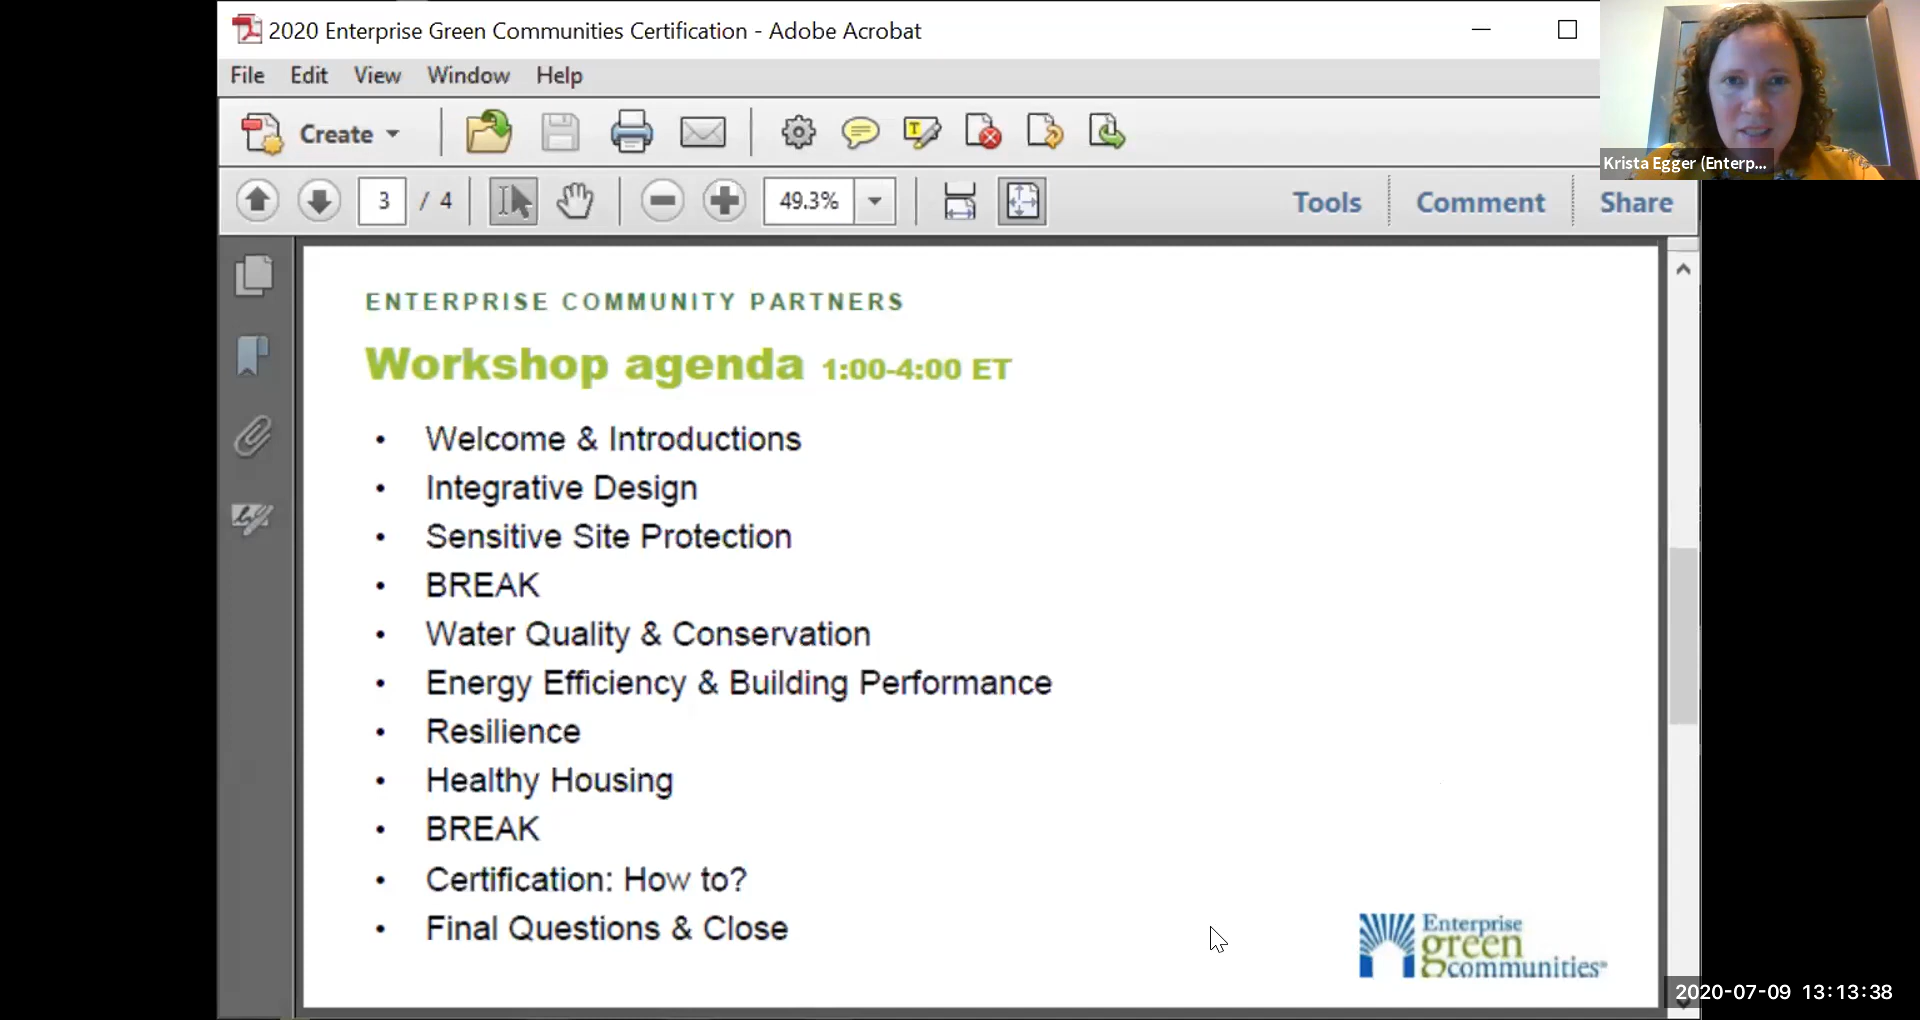 2020 Enterprise Green Communities Certification - Adobe Acrobat
File Edit View Window Help
Create
3 / 4 49.3% Tools Comment Share
Krista Egger (Enterp...
ENTERPRISE COMMUNITY PARTNERS
Workshop agenda 1:00-4:00 ET
• Welcome & Introductions
• Integrative Design
• Sensitive Site Protection
• BREAK
• Water Quality & Conservation
• Energy Efficiency & Building Performance
• Resilience
• Healthy Housing
• BREAK
• Certification: How to?
• Final Questions & Close
Enterprise
green
communities
2020-07-09 13:13:38